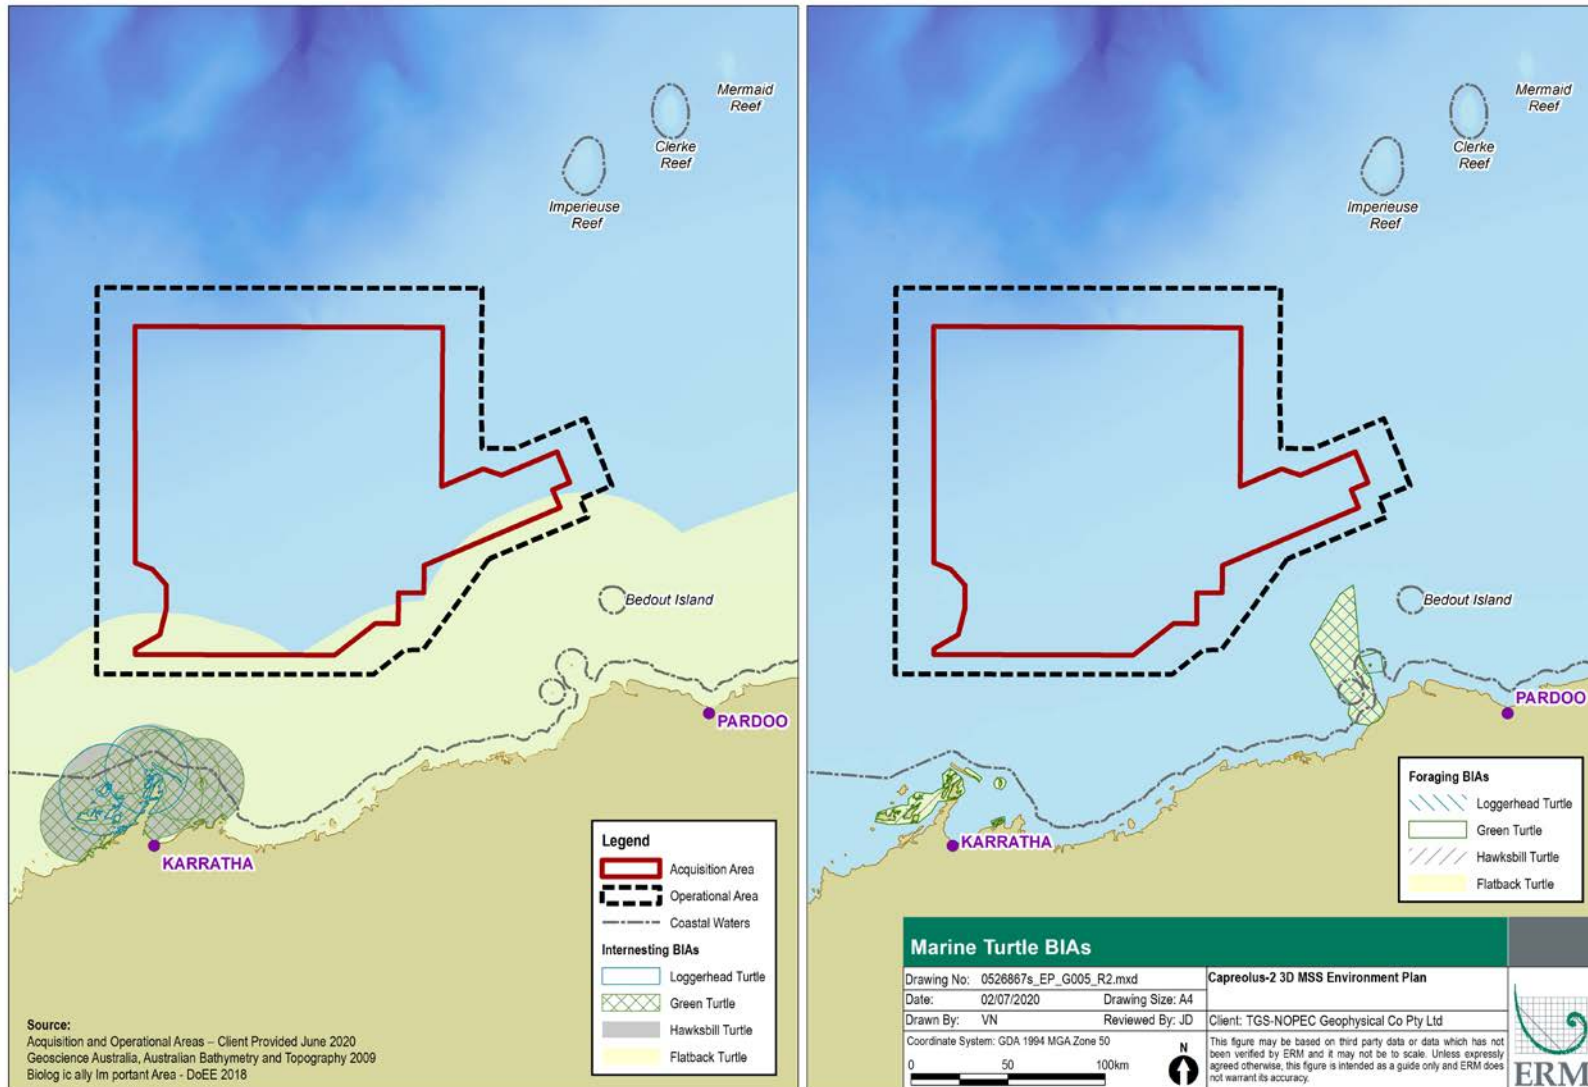 Mermaid
Reef
Clerke
Reef
Imperieuse
Reef
Bedout Island
PARDOO
KARRATHA
Legend
Acquisition Area
Operational Area
Coastal Waters
Internesting BIAs
Loggerhead Turtle
Green Turtle
Hawksbill Turtle
Flatback Turtle
Source:
Acquisition and Operational Areas – Client Provided June 2020
Geoscience Australia, Australian Bathymetry and Topography 2009
Biolog ic ally Im portant Area - DoEE 2018
Mermaid
Reef
Clerke
Reef
Imperieuse
Reef
Bedout Island
PARDOO
KARRATHA
Foraging BIAs
Loggerhead Turtle
Green Turtle
Hawksbill Turtle
Flatback Turtle
Marine Turtle BIAs
Drawing No: 0526867s_EP_G005_R2.mxd
Capreolus-2 3D MSS Environment Plan
Date: 02/07/2020 Drawing Size: A4
Drawn By: VN Reviewed By: JD
Client: TGS-NOPEC Geophysical Co Pty Ltd
Coordinate System: GDA 1994 MGA Zone 50
0 50 100km
N
This figure may be based on third party data or data which has not
been verified by ERM and it may not be to scale. Unless expressly
agreed otherwise, this figure is intended as a guide only and ERM does
not warrant its accuracy.
ERM